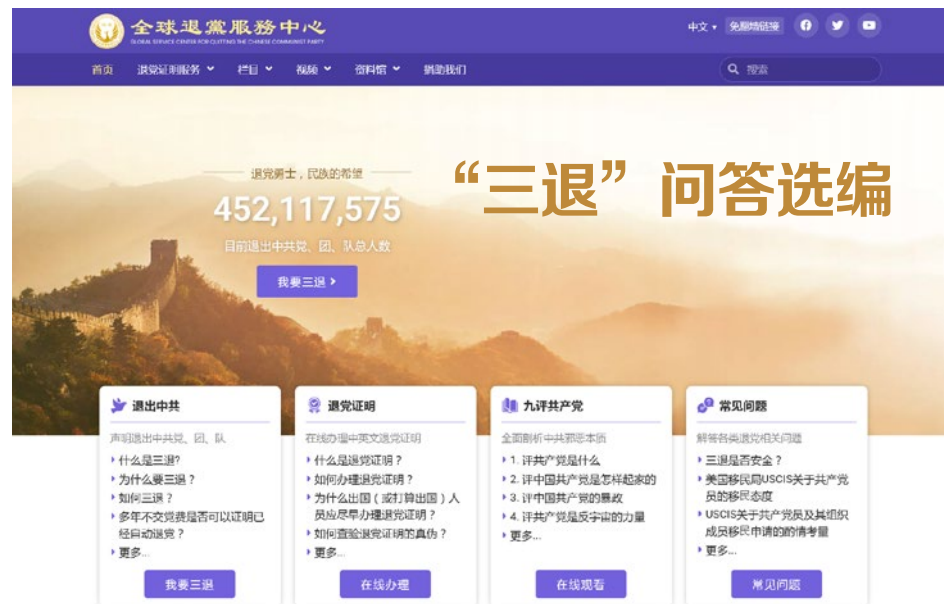 全球退黨服務中心
GLOBAL SERVICE CENTER FOR QUITTING THE CHINESE COMMUNIST PARTY
中文
免翻墙链接
首页
退党证明服务
栏目
视频
资料馆
捐助我们
搜索
退党勇士，民族的希望
452,117,575
目前退出中共党、团、队总人数
我要三退
“三退”问答选编
退出中共
声明退出中共党、团、队
什么是三退?
为什么要三退？
如何三退？
多年不交党费是否可以证明已
经自动退党？
更多...
我要三退
退党证明
在线办理中英文退党证明
什么是退党证明？
如何办理退党证明？
为什么出国（或打算出国）人
员应尽早办理退党证明？
如何查验退党证明的真伪？
更多...
在线办理
九评共产党
全面剖析中共邪恶本质
1. 评共产党是什么
2. 评中国共产党是怎样起家的
3. 评中国共产党的暴政
4. 评共产党是反宇宙的力量
更多...
在线观看
常见问题
解答各类退党相关问题
三退是否安全？
美国移民局USCIS关于共产党
员的移民态度
USCIS关于共产党员及其组织
成员移民申请的酌情考量
更多...
常见问题